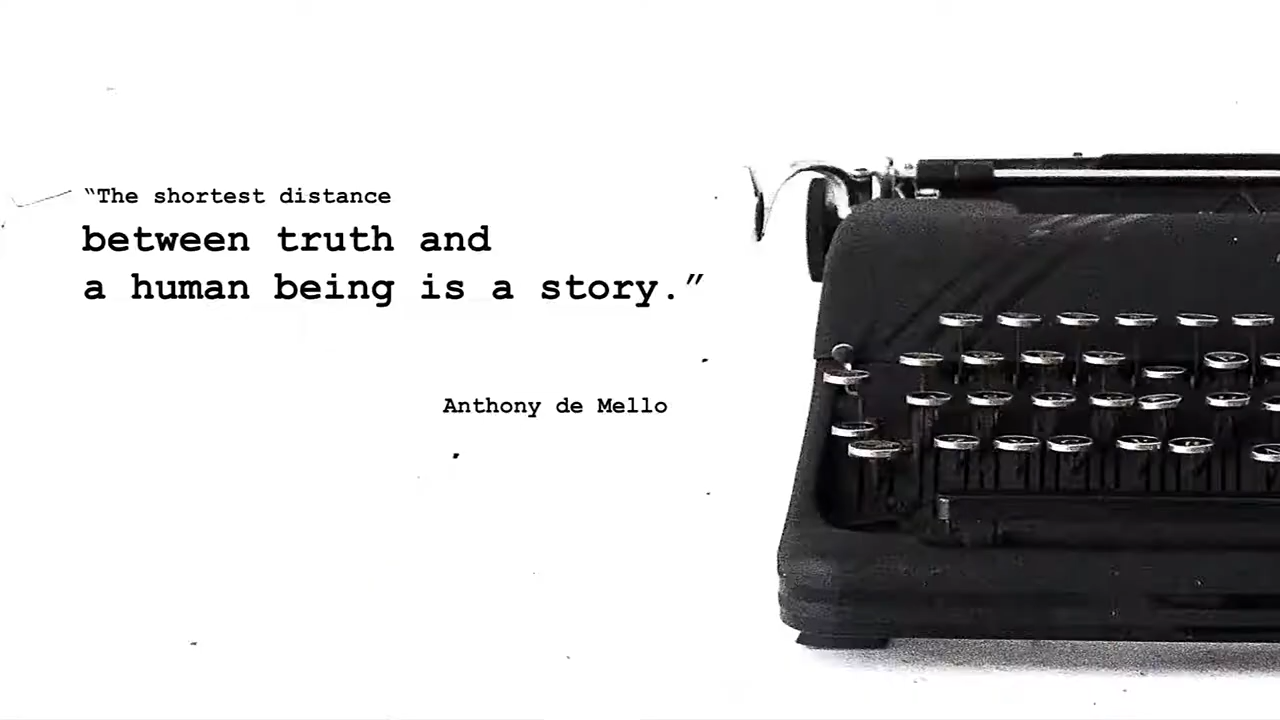 “The shortest distance
between truth and
a human being is a story.”
Anthony de Mello